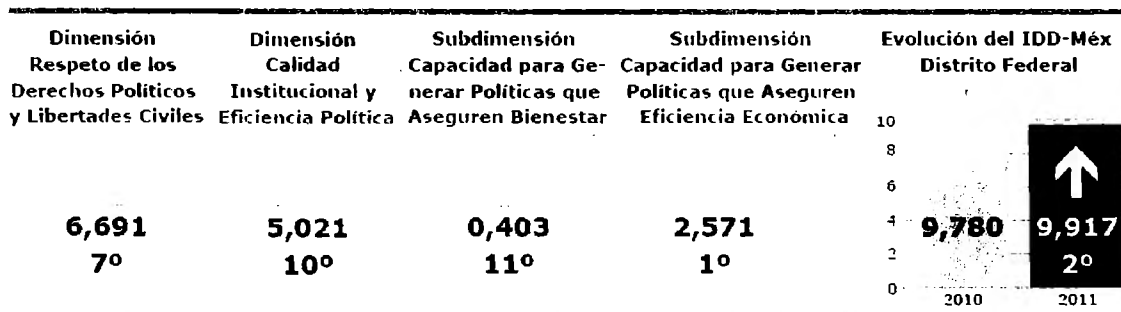 Dimensión
Respeto de los
Derechos Políticos
y Libertades Civiles
Dimensión
Calidad
Institucional y
Eficiencia Política
Subdimensión
Capacidad para Ge-
nerar Políticas que
Aseguren Bienestar
Subdimensión
Capacidad para Generar
Políticas que Aseguren
Eficiencia Económica
Evolución del IDD-Méx
Distrito Federal
6,691
7º
5,021
10º
0,403
11º
2,571
1º
10
8
6
4
2
0
9,780
9,917
2º
2010
2011